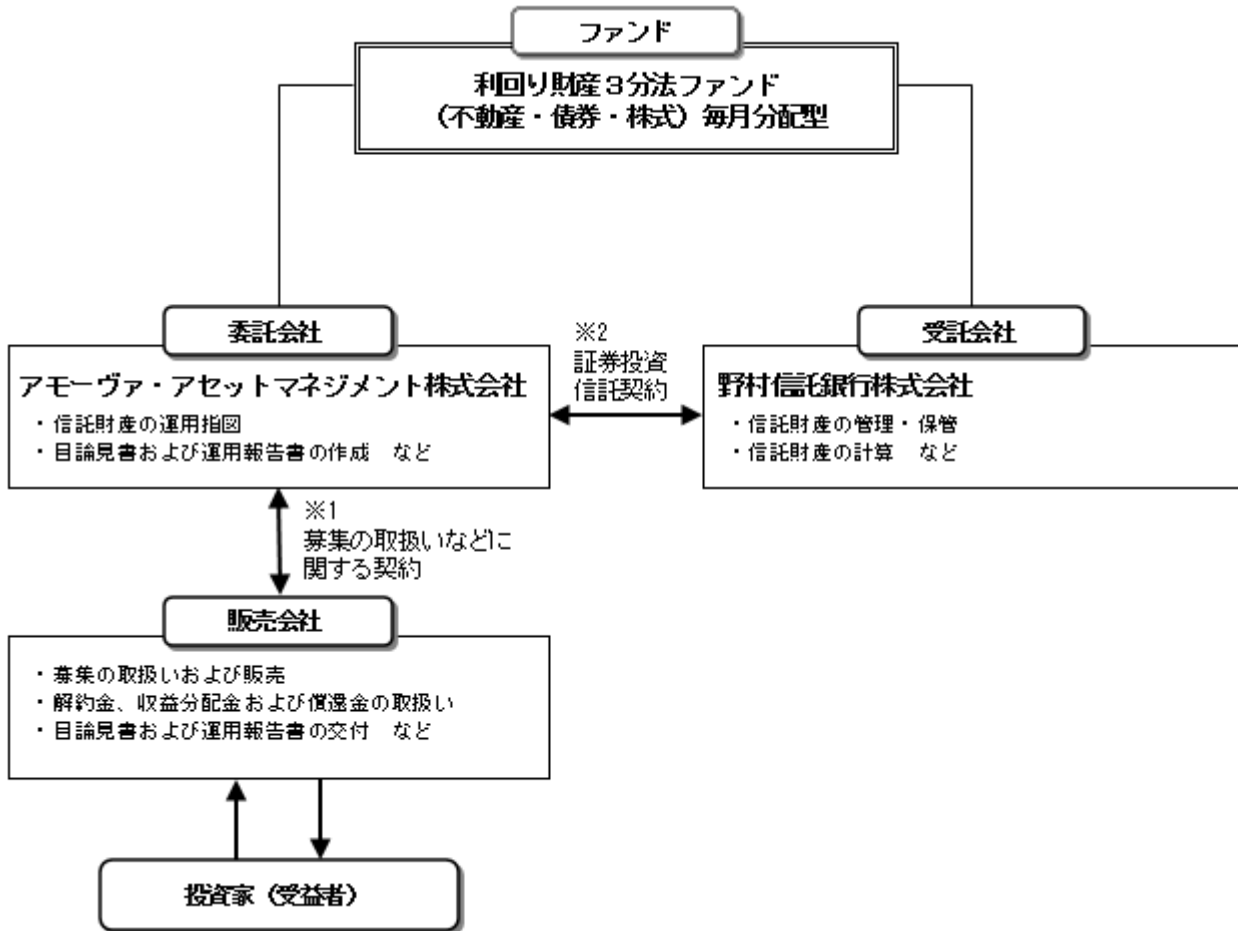 ファンド
利回り財産3分法ファンド
(不動産・債券・株式)毎月分配型
委託会社
アモーヴァ・アセットマネジメント株式会社
・信託財産の運用指図
・目論見書および運用報告書の作成 など
※2
証券投資
信託契約
受託会社
野村信託銀行株式会社
・信託財産の管理・保管
・信託財産の計算 など
※1
募集の取扱いなどに
関する契約
販売会社
・募集の取扱いおよび販売
・解約金、収益分配金および償還金の取扱い
・目論見書および運用報告書の交付 など
投資家(受益者)